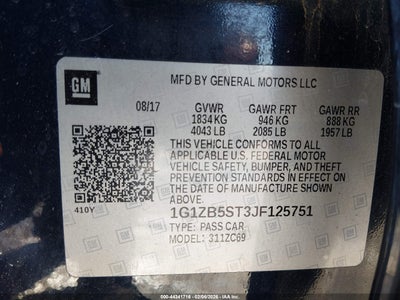 GM
MFD BY GENERAL MOTORS LLC
08/17 GVWR GAWR FRT GAWR RR
1834 KG 946 KG 888 KG
4043 LB 2085 LB 1957 LB
THIS VEHICLE CONFORMS TO ALL
APPLICABLE U.S. FEDERAL MOTOR
VEHICLE SAFETY, BUMPER, AND THEFT
PREVENTION STANDARDS IN EFFECT ON
THE DATE OF MANUFACTURE SHOWN
ABOVE.
410Y 1G1ZB5ST3JF125751
TYPE: PASS CAR
MODEL: 311ZC69
000-44341716 - 02/06/2026 - IAA Inc.